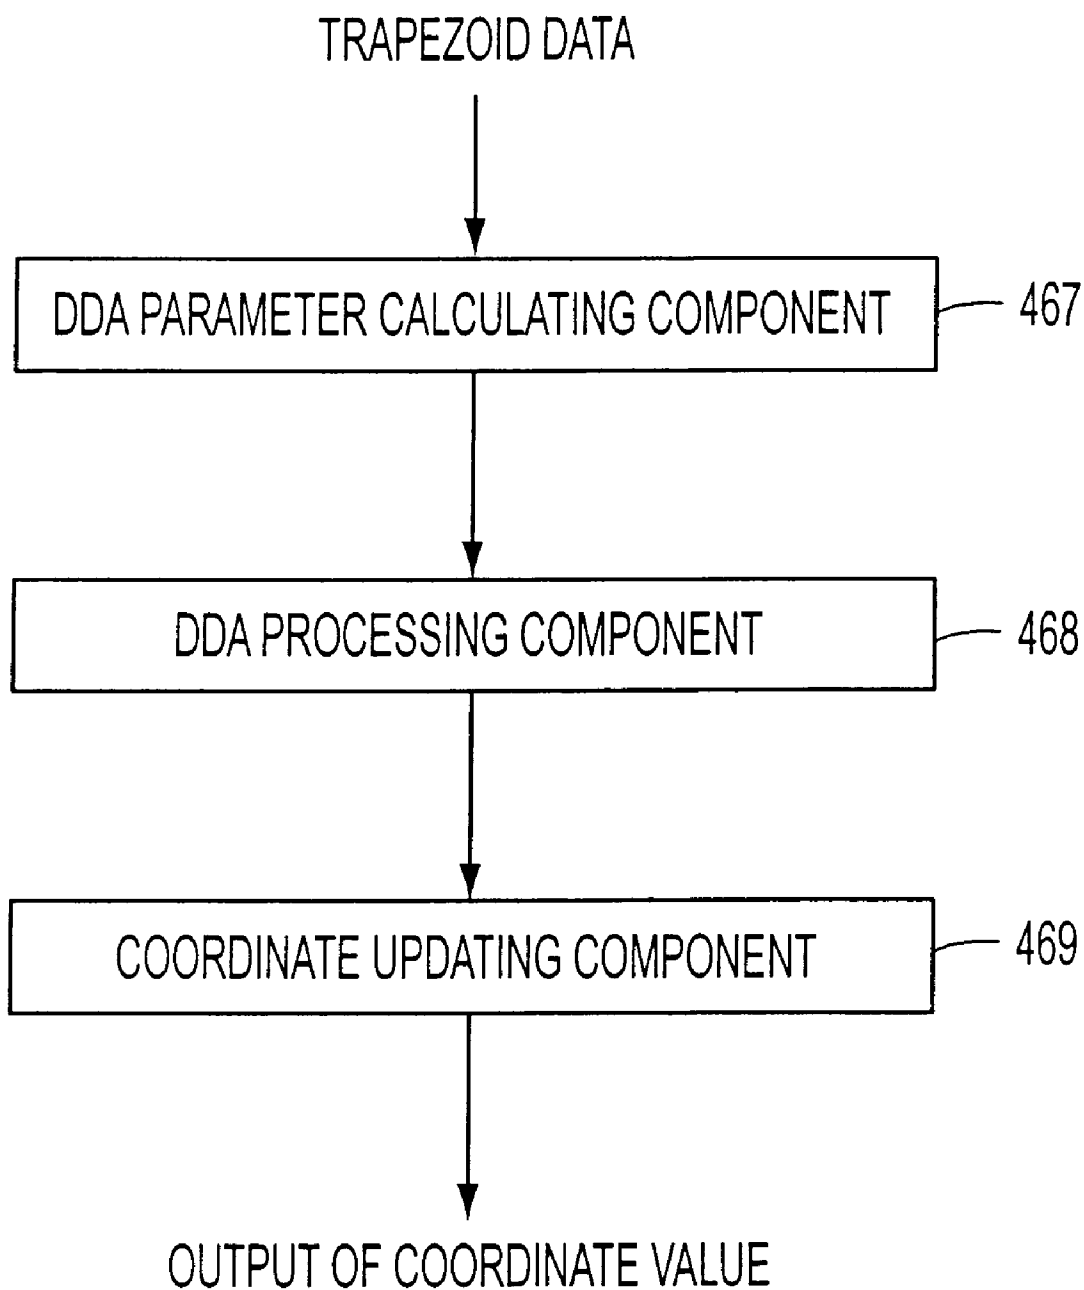 TRAPEZOID DATA
DDA PARAMETER CALCULATING COMPONENT
467
DDA PROCESSING COMPONENT
468
COORDINATE UPDATING COMPONENT
469
OUTPUT OF COORDINATE VALUE